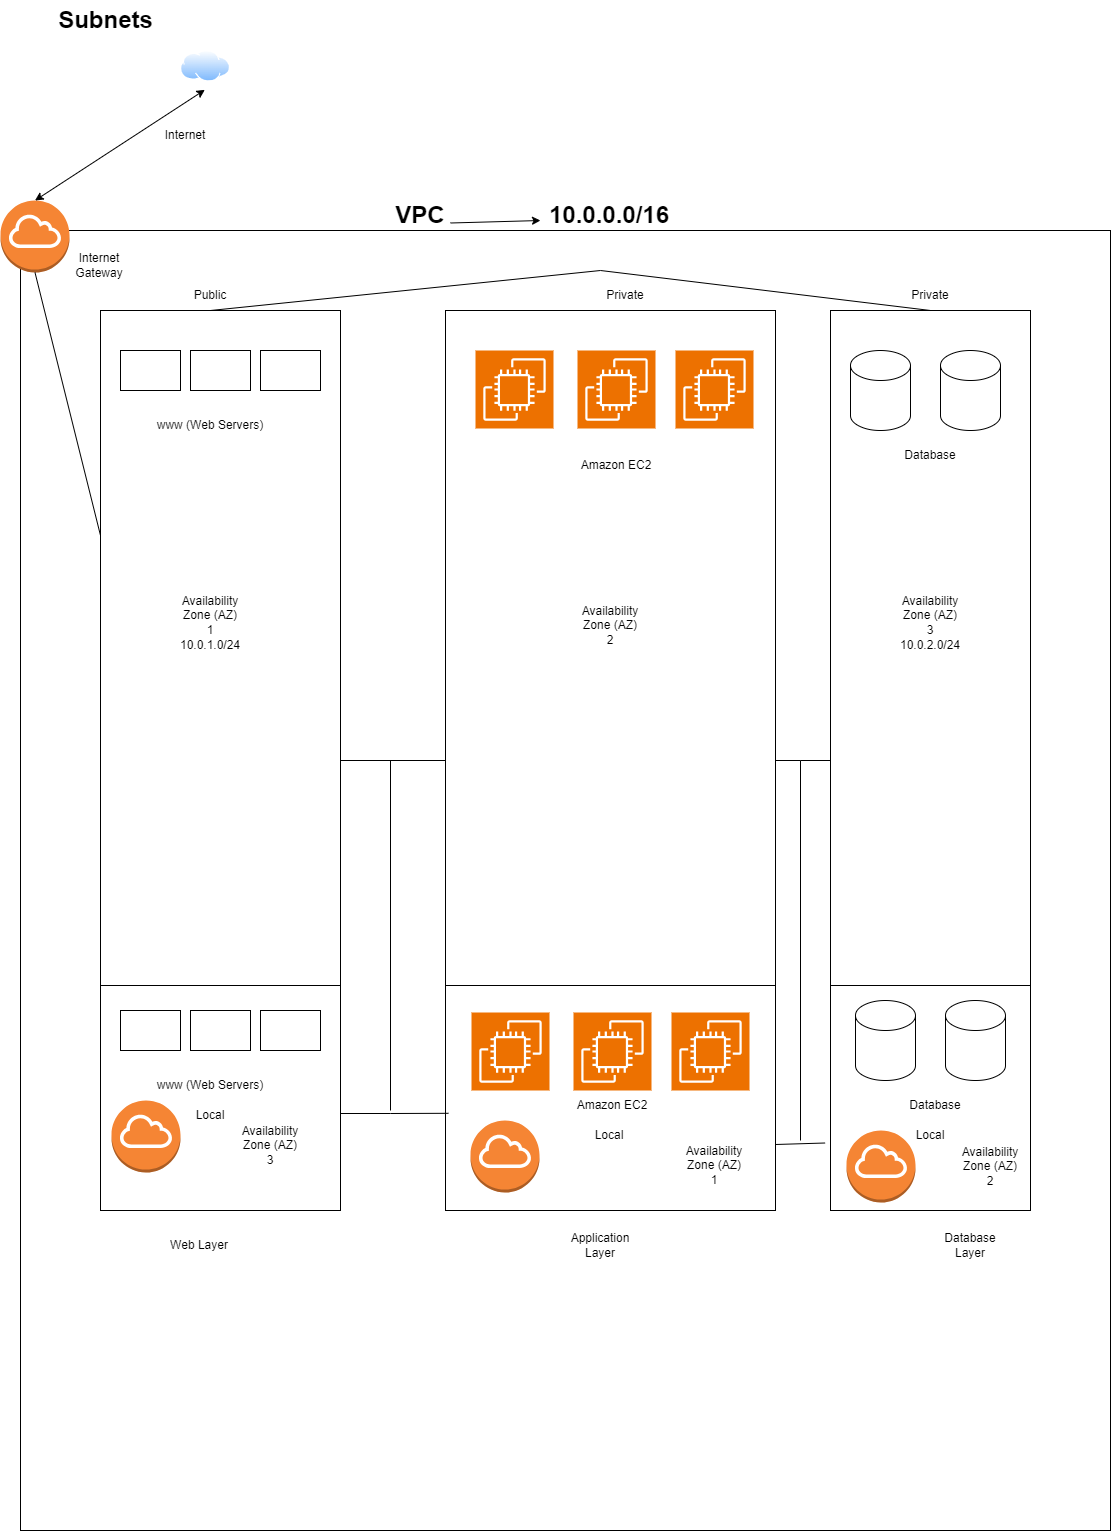 Subnets
Internet
VPC
10.0.0.0/16
Internet
Gateway
Public
Private
Private
www (Web Servers)
Amazon EC2
Database
Availability
Zone (AZ)
1
10.0.1.0/24
Availability
Zone (AZ)
2
Availability
Zone (AZ)
3
10.0.2.0/24
www (Web Servers)
Local
Availability
Zone (AZ)
3
Amazon EC2
Local
Availability
Zone (AZ)
1
Database
Local
Availability
Zone (AZ)
2
Web Layer
Application
Layer
Database
Layer